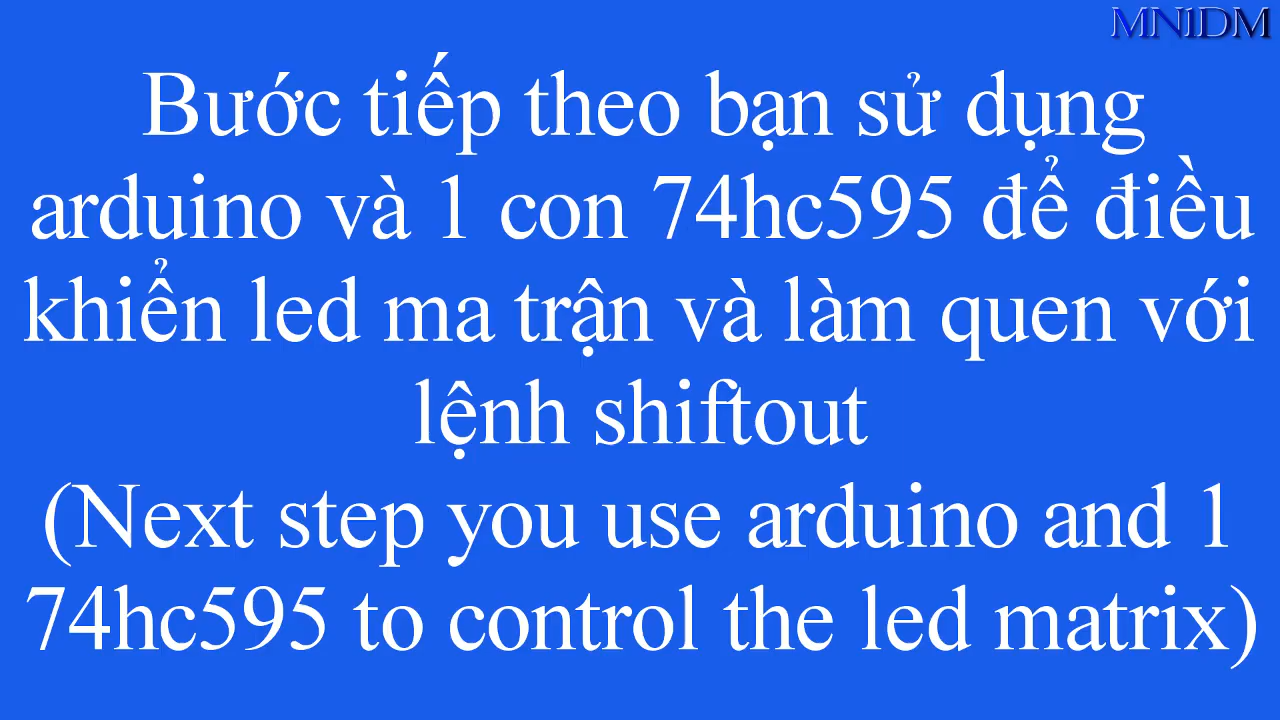 MN1DM
Bước tiếp theo bạn sử dụng
arduino và 1 con 74hc595 để điều
khiển led ma trận và làm quen với
lệnh shiftout
(Next step you use arduino and 1
74hc595 to control the led matrix)